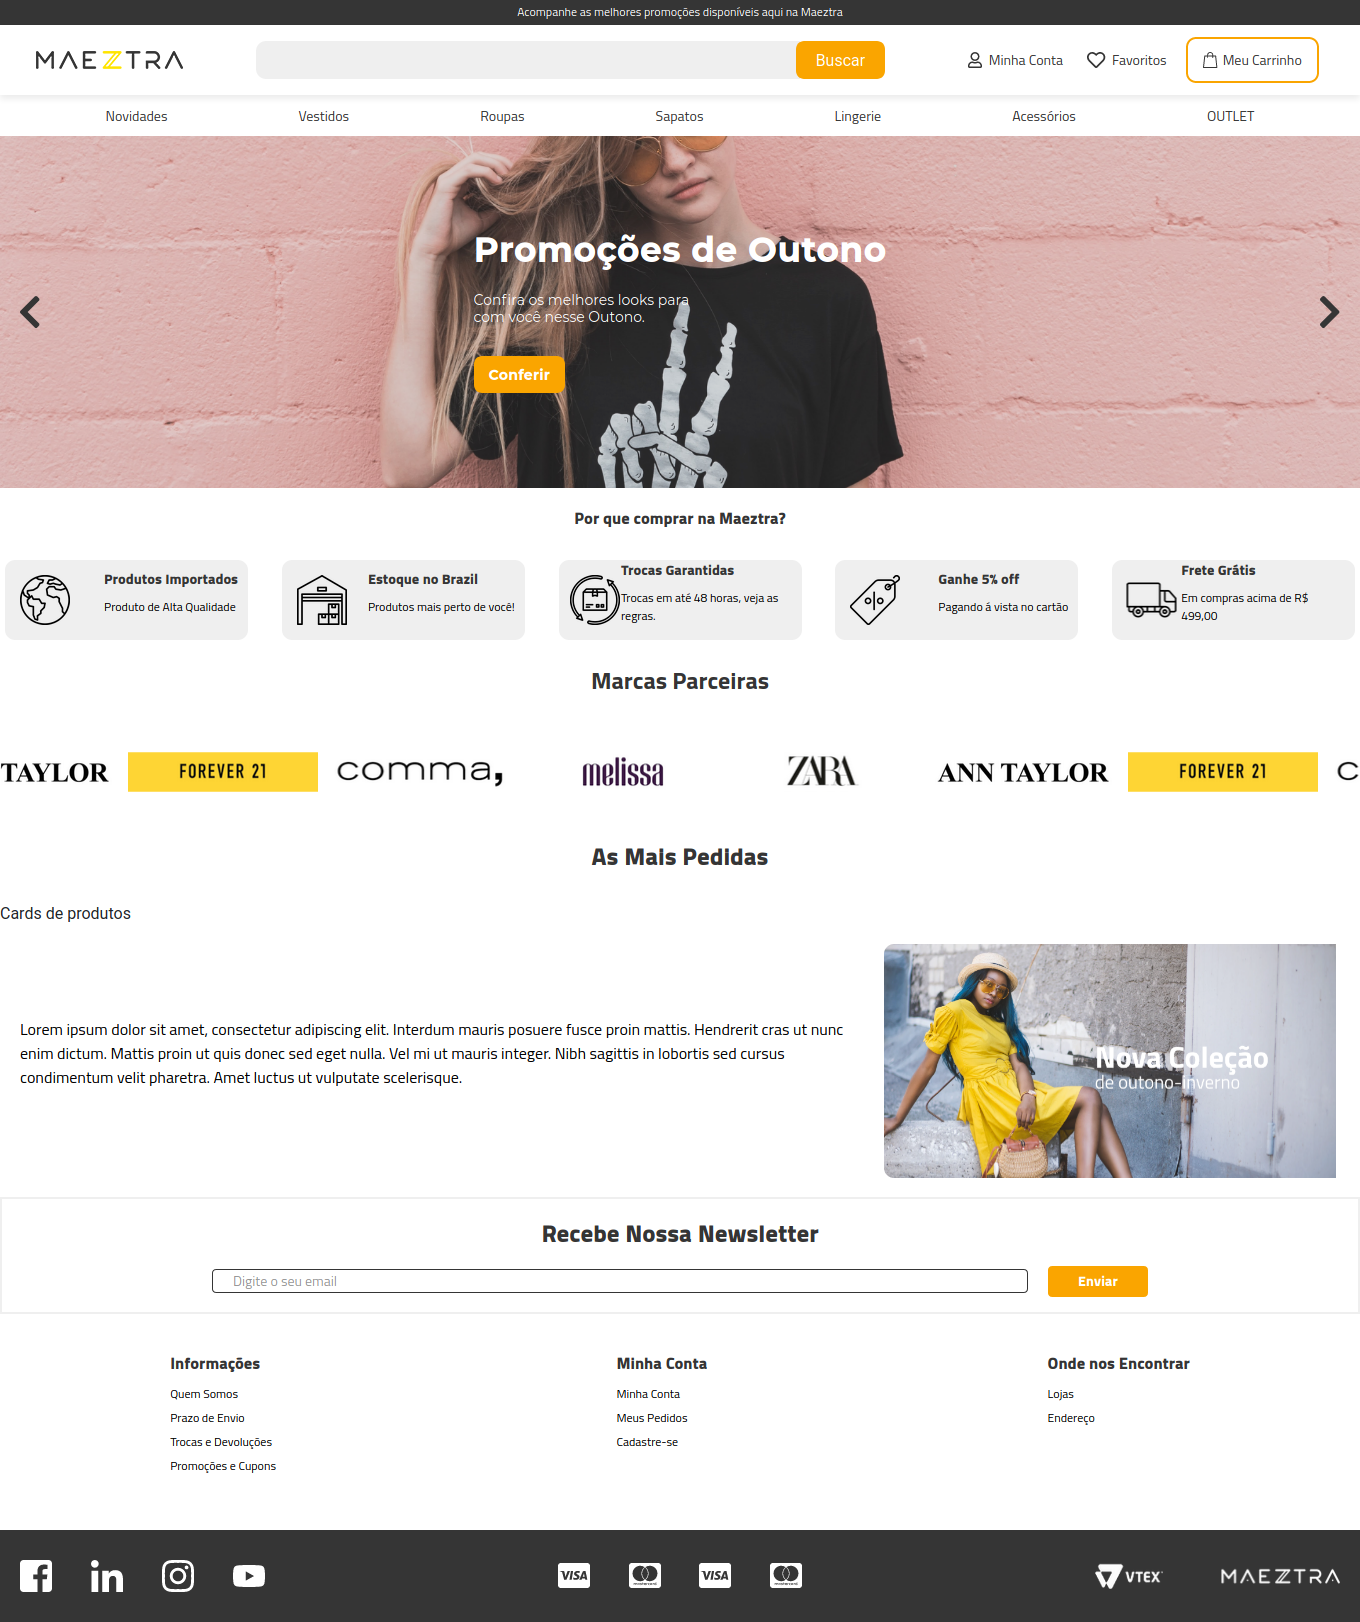 Acompanhe as melhores promoções disponíveis aqui na Maeztra
MAEZTRA
Buscar
Minha Conta
Favoritos
Meu Carrinho
Novidades
Vestidos
Roupas
Sapatos
Lingerie
Acessórios
OUTLET
Promoções de Outono
Confira os melhores looks para
com você nesse Outono.
Conferir
Por que comprar na Maeztra?
Produtos Importados
Produto de Alta Qualidade
Estoque no Brazil
Produtos mais perto de você!
Trocas Garantidas
Trocas em até 48 horas, veja as
regras.
Ganhe 5% off
Pagando á vista no cartão
Frete Grátis
Em compras acima de R$
499,00
Marcas Parceiras
TAYLOR
FOREVER 21
comma,
melissa
ZARA
ANN TAYLOR
FOREVER 21
c
As Mais Pedidas
Cards de produtos
Lorem ipsum dolor sit amet, consectetur adipiscing elit. Interdum mauris posuere fusce proin mattis. Hendrerit cras ut nunc
enim dictum. Mattis proin ut quis donec sed eget nulla. Vel mi ut mauris integer. Nibh sagittis in lobortis sed cursus
condimentum velit pharetra. Amet luctus ut vulputate scelerisque.
Nova Coleção
de outono-inverno
Recebe Nossa Newsletter
Digite o seu email
Enviar
Informações
Quem Somos
Prazo de Envio
Trocas e Devoluções
Promoções e Cupons
Minha Conta
Minha Conta
Meus Pedidos
Cadastre-se
Onde nos Encontrar
Lojas
Endereço
in
VISA
mastercard
VISA
mastercard
VTEX
MAEZTRA